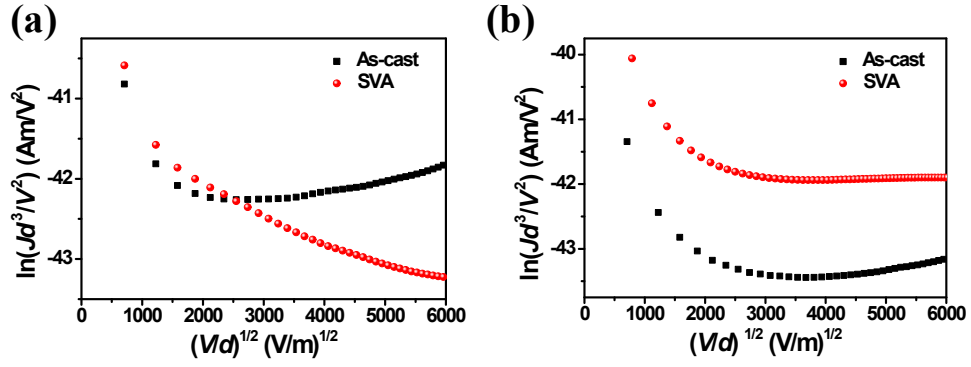 (a)
ln(Jd³/V²) (Am/V²)
-41
-42
-43
As-cast
SVA
0 1000 2000 3000 4000 5000 6000
(V/d)^1/2 (V/m)^1/2
(b)
ln(Jd³/V²) (Am/V²)
-40
-41
-42
-43
As-cast
SVA
0 1000 2000 3000 4000 5000 6000
(V/d) ^1/2 (V/m)^1/2